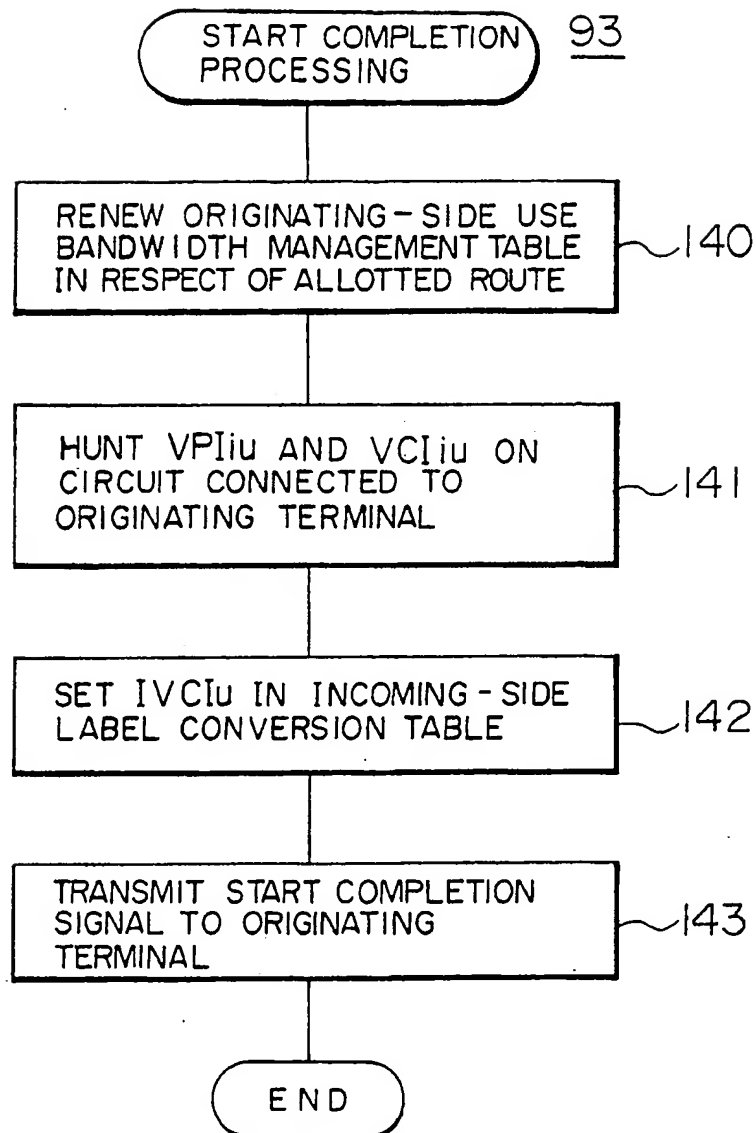 START COMPLETION
PROCESSING
93
RENEW ORIGINATING-SIDE USE
BANDWIDTH MANAGEMENT TABLE
IN RESPECT OF ALLOTTED ROUTE
140
HUNT VPIiu AND VCIiu ON
CIRCUIT CONNECTED TO
ORIGINATING TERMINAL
141
SET IVCIu IN INCOMING-SIDE
LABEL CONVERSION TABLE
142
TRANSMIT START COMPLETION
SIGNAL TO ORIGINATING
TERMINAL
143
END